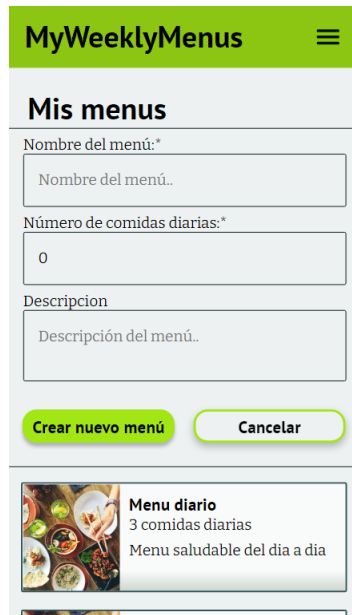 MyWeeklyMenus
Mis menus
Nombre del menú:*
Nombre del menú..
Número de comidas diarias:*
0
Descripcion
Descripción del menú..
Crear nuevo menú
Cancelar
Menu diario
3 comidas diarias
Menu saludable del dia a dia